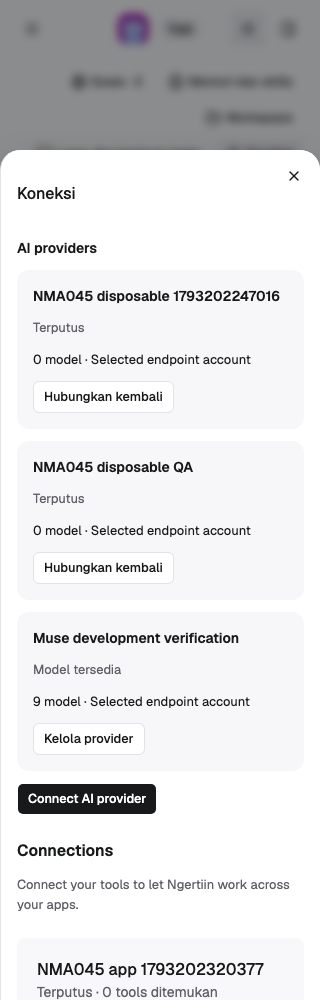 Koneksi
AI providers
NMA045 disposable 1793202247016
Terputus
0 model · Selected endpoint account
Hubungkan kembali
NMA045 disposable QA
Terputus
0 model · Selected endpoint account
Hubungkan kembali
Muse development verification
Model tersedia
9 model · Selected endpoint account
Kelola provider
Connect AI provider
Connections
Connect your tools to let Ngertiin work across
your apps.
NMA045 app 1793202320377
Terputus · 0 tools ditemukan